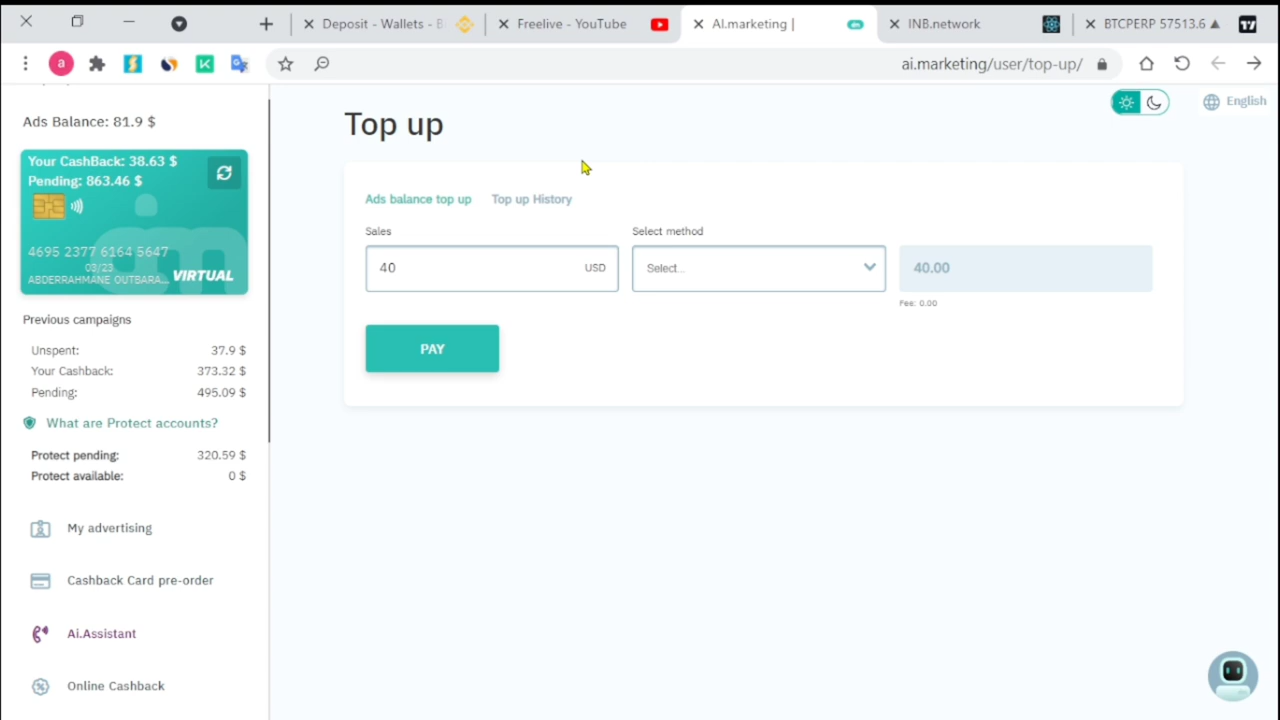 Deposit - Wallets - B
Freelive - YouTube
AI.marketing |
INB.network
BTCPERP 57513.6
a
ai.marketing/user/top-up/
Ads Balance: 81.9 $
English
Your CashBack: 38.63 $
Pending: 863.46 $
4695 2377 6164 5647
03/23
ABDERRAHMANE OUTBARA...
VIRTUAL
Previous campaigns
Unspent: 37.9 $
Your Cashback: 373.32 $
Pending: 495.09 $
What are Protect accounts?
Protect pending: 320.59 $
Protect available: 0 $
My advertising
Cashback Card pre-order
Ai.Assistant
Online Cashback
Top up
Ads balance top up Top up History
Sales Select method
40 USD Select... 40.00
Fee: 0.00
PAY